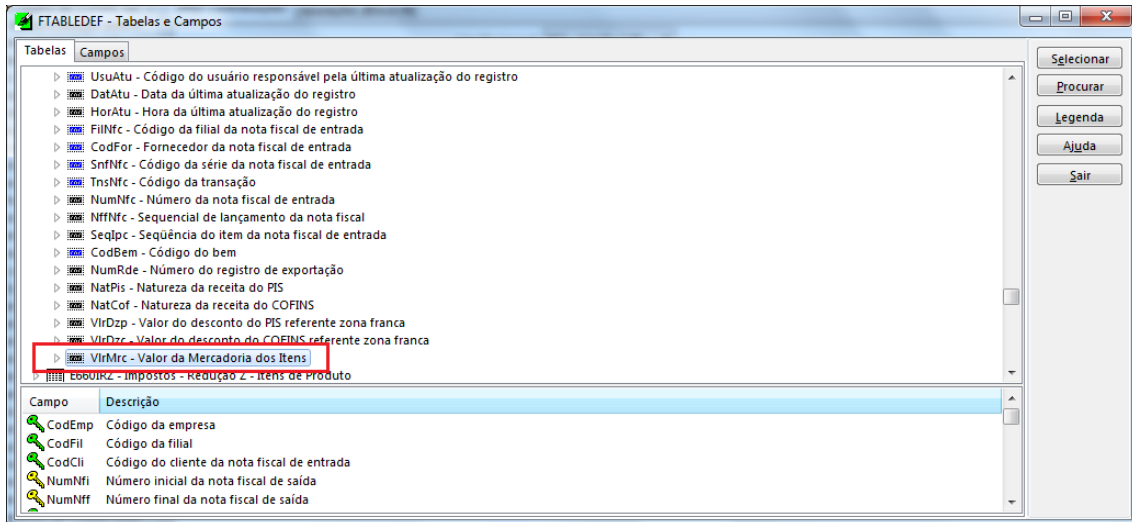 FTABLEDEF - Tabelas e Campos
Tabelas Campos
UsuAtu - Código do usuário responsável pela última atualização do registro
DatAtu - Data da última atualização do registro
HorAtu - Hora da última atualização do registro
FilNfc - Código da filial da nota fiscal de entrada
CodFor - Fornecedor da nota fiscal de entrada
SnfNfc - Código da série da nota fiscal de entrada
TnsNfc - Código da transação
NumNfc - Número da nota fiscal de entrada
NffNfc - Sequencial de lançamento da nota fiscal
SeqIpc - Seqüência do item da nota fiscal de entrada
CodBem - Código do bem
NumRde - Número do registro de exportação
NatPis - Natureza da receita do PIS
NatCof - Natureza da receita do COFINS
VlrDzp - Valor do desconto do PIS referente zona franca
VlrDzc - Valor do desconto do COFINS referente zona franca
VlrMrc - Valor da Mercadoria dos Itens
E660IRZ - Impostos - Redução Z - Itens de Produto
Campo Descrição
CodEmp Código da empresa
CodFil Código da filial
CodCli Código do cliente da nota fiscal de entrada
NumNfi Número inicial da nota fiscal de saída
NumNff Número final da nota fiscal de saída
Selecionar
Procurar
Legenda
Ajuda
Sair